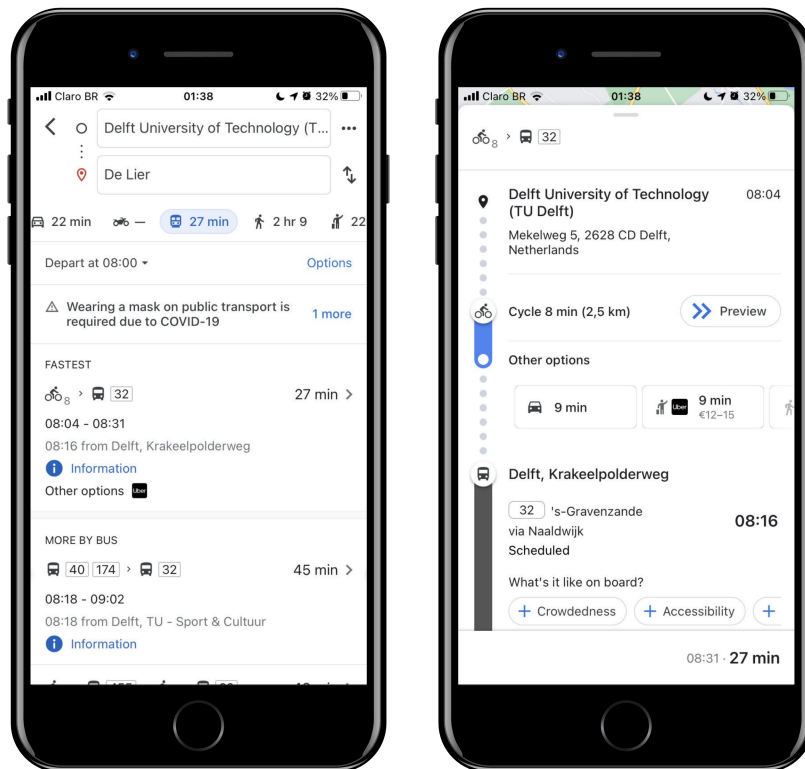 Claro BR 01:38 32%
Delft University of Technology (T...
De Lier
22 min — 27 min 2 hr 9 22
Depart at 08:00 Options
Wearing a mask on public transport is
required due to COVID-19
1 more
FASTEST
8 › 32 27 min
08:04 - 08:31
08:16 from Delft, Krakeelpolderweg
i Information
Other options Uber
MORE BY BUS
40 174 › 32 45 min
08:18 - 09:02
08:18 from Delft, TU - Sport & Cultuur
i Information
Claro BR 01:38 32%
8 › 32
Delft University of Technology 08:04
(TU Delft)
Mekelweg 5, 2628 CD Delft,
Netherlands
Cycle 8 min (2,5 km) Preview
Other options
9 min
Uber 9 min
€12–15
Delft, Krakeelpolderweg
32 's-Gravenzande
via Naaldwijk 08:16
Scheduled
What's it like on board?
+ Crowdedness + Accessibility +
08:31 · 27 min